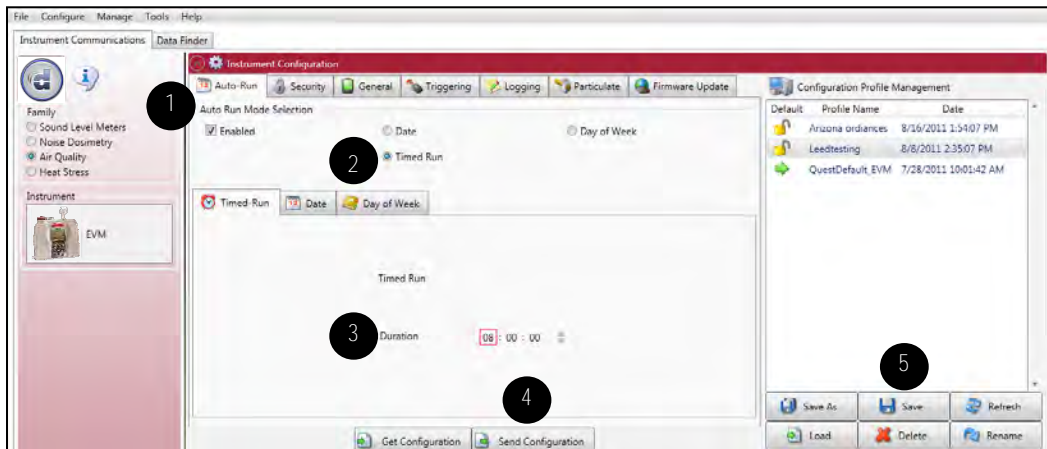 File Configure Manage Tools Help
Instrument Communications Data Finder
d i
Family
Sound Level Meters
Noise Dosimetry
Air Quality
Heat Stress
Instrument
EVM
Instrument Configuration
Auto-Run Security General Triggering Logging Particulate Firmware Update
1
Auto Run Mode Selection
Enabled Date Day of Week
2 Timed Run
Timed-Run Date Day of Week
Timed Run
3 Duration 08 : 00 : 00
4
Get Configuration Send Configuration
Configuration Profile Management
Default Profile Name Date
Arizona ordiances 8/16/2011 1:54:07 PM
Leedtesting 8/8/2011 2:35:07 PM
QuestDefault_EVM 7/28/2011 10:01:42 AM
5
Save As Save Refresh
Load Delete Rename